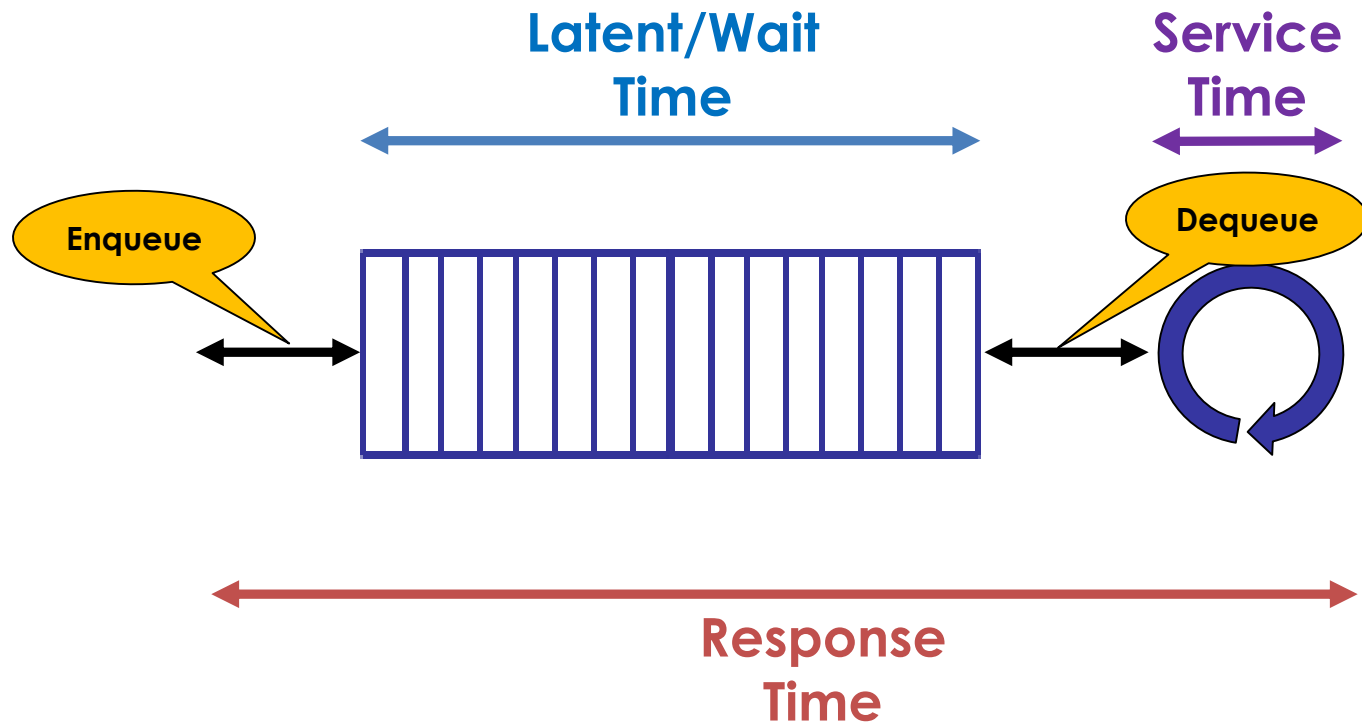 Latent/Wait
Time
Service
Time
Enqueue
Dequeue
Response
Time